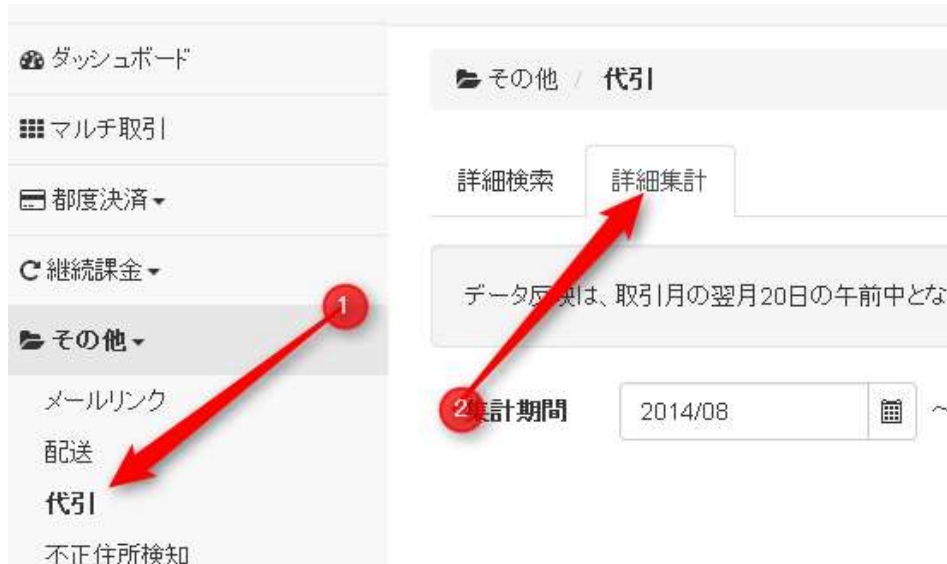 ダッシュボード
マルチ取引
都度決済
継続課金
その他
メールリンク
配送
代引
不正住所検知
その他 / 代引
詳細検索
詳細集計
データ反映は、取引月の翌月20日の午前中とな
集計期間
2014/08
～
1
2